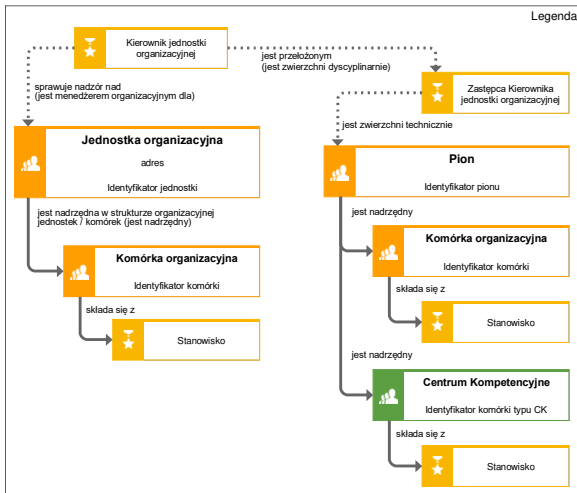 Legenda
Kierownik jednostki
organizacyjnej
jest przełożonym
(jest zwierzchni dyscyplinarnie)
sprawuje nadzór nad
(jest menedżerem organizacyjnym dla)
Zastępca Kierownika
jednostki organizacyjnej
jest zwierzchni technicznie
Jednostka organizacyjna
adres
Identyfikator jednostki
Pion
Identyfikator pionu
jest nadrzędna w strukturze organizacyjnej
jednostek / komórek (jest nadrzędny)
jest nadrzędny
Komórka organizacyjna
Identyfikator komórki
Komórka organizacyjna
Identyfikator komórki
składa się z
Stanowisko
składa się z
Stanowisko
jest nadrzędny
Centrum Kompetencyjne
Identyfikator komórki typu CK
składa się z
Stanowisko